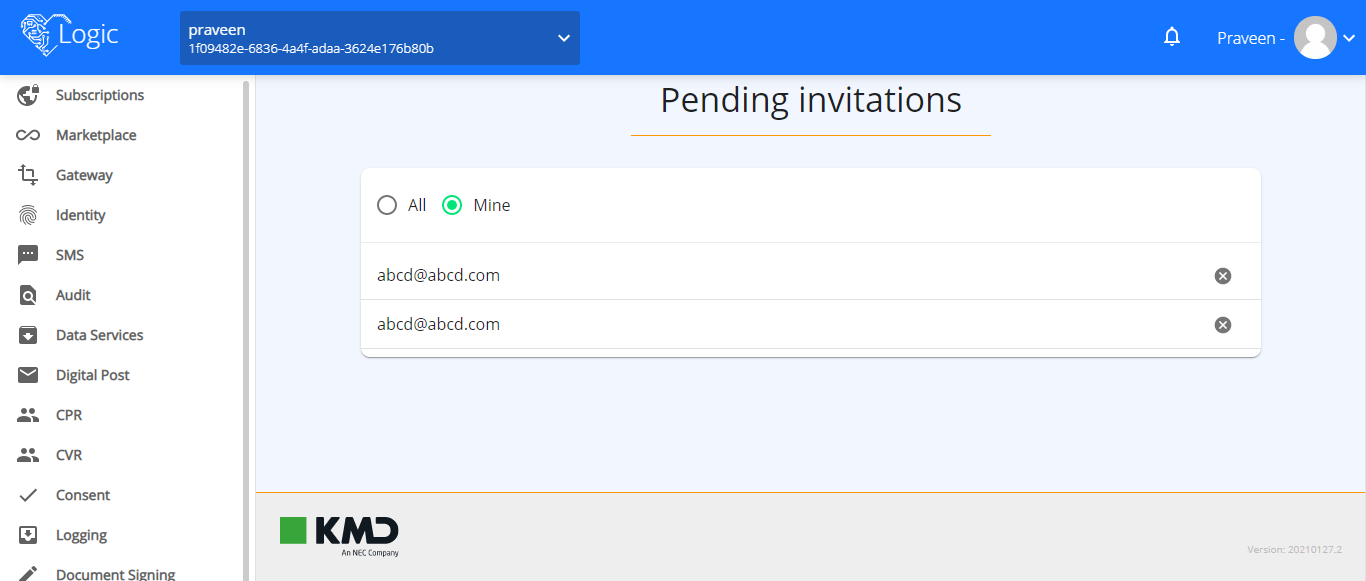 Logic
praveen
1f09482e-6836-4a4f-adaa-3624e176b80b
Praveen -
Subscriptions
Marketplace
Gateway
Identity
SMS
Audit
Data Services
Digital Post
CPR
CVR
Consent
Logging
Document Signing
Pending invitations
All Mine
abcd@abcd.com
abcd@abcd.com
KMD
An NEC Company
Version: 20210127.2